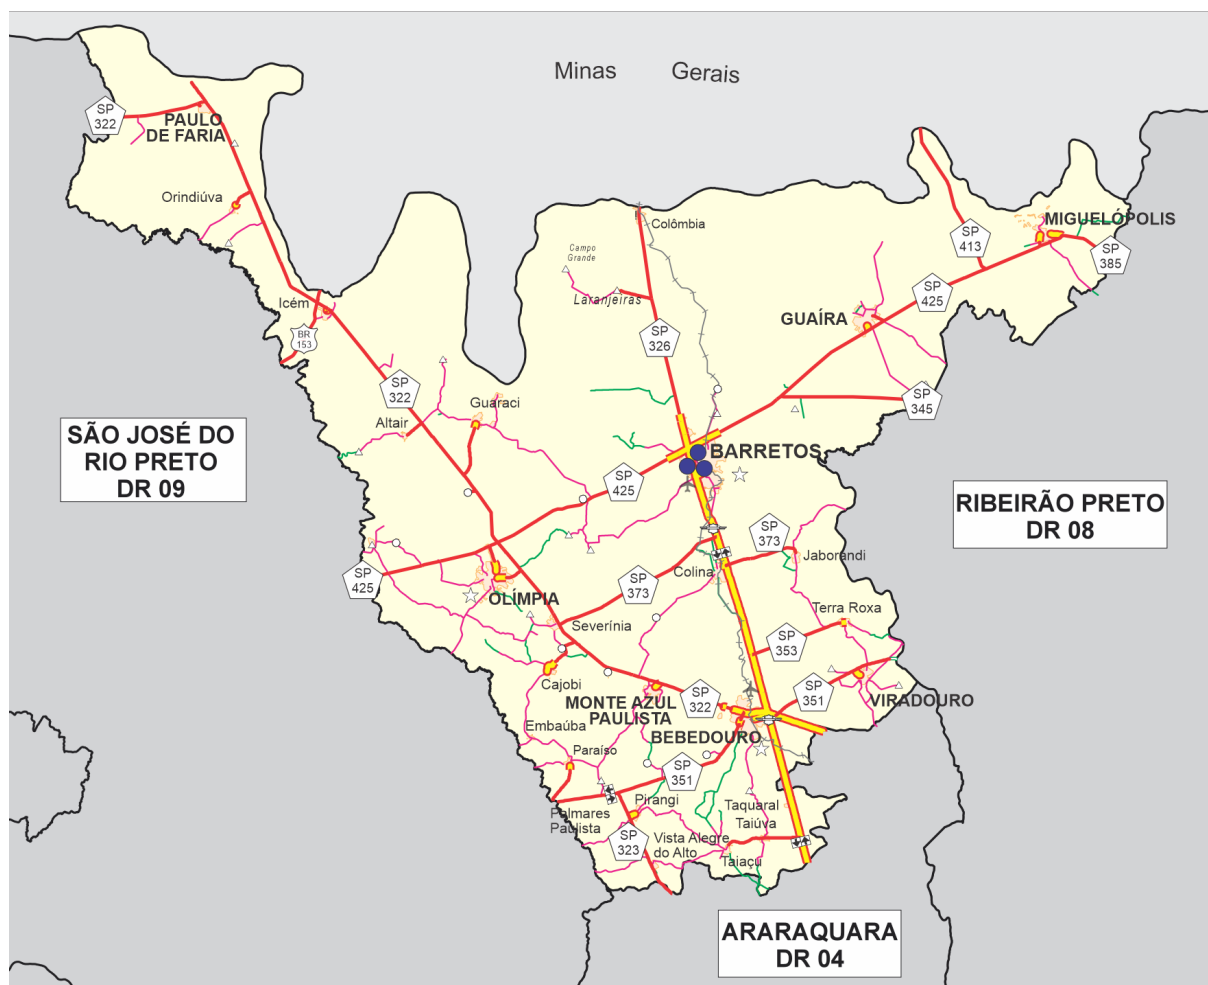 Minas Gerais
SP
322
PAULO
DE FARIA
Orindiúva
Colômbia
MIGUELÓPOLIS
SP
413
SP
385
Campo
Grande
Laranjeiras
SP
425
Icém
BR
153
GUAÍRA
SP
326
SP
322
Guaraci
Altair
SP
345
SÃO JOSÉ DO
RIO PRETO
DR 09
BARRETOS
SP
425
RIBEIRÃO PRETO
DR 08
SP
373
Jaborandi
SP
425
Colina
SP
373
OLÍMPIA
Terra Roxa
Severínia
SP
353
Cajobi
MONTE AZUL
PAULISTA
SP
322
SP
351
VIRADOURO
Embaúba
BEBEDOURO
Paraíso
SP
351
Palmares
Paulista
Pirangi
Taquaral
Taiúva
SP
323
Vista Alegre
do Alto
Taiaçú
ARARAQUARA
DR 04